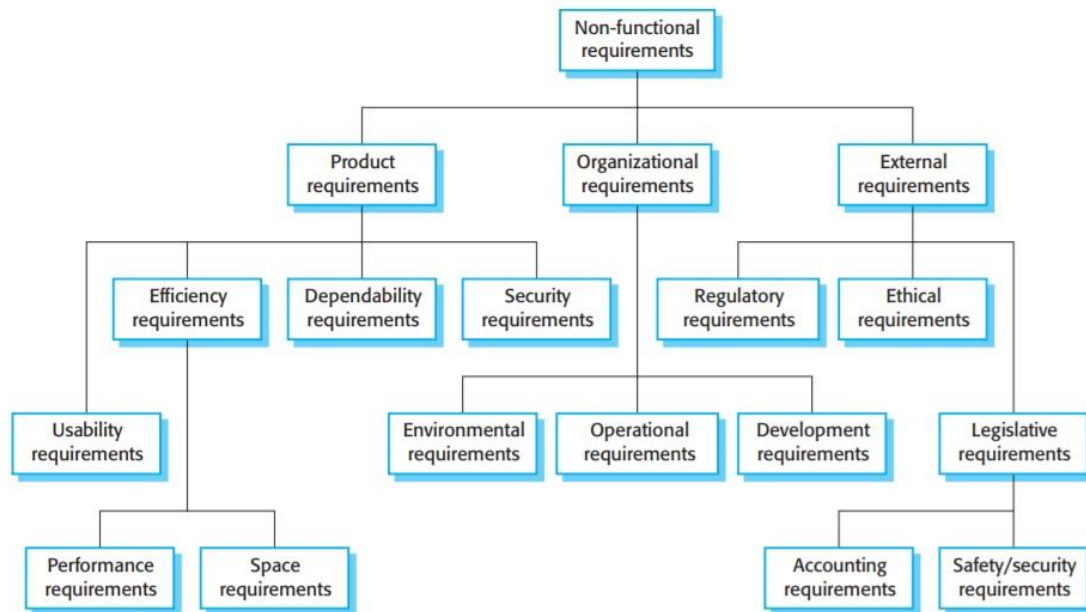 Non-functional
requirements
Product
requirements
Organizational
requirements
External
requirements
Efficiency
requirements
Dependability
requirements
Security
requirements
Regulatory
requirements
Ethical
requirements
Usability
requirements
Environmental
requirements
Operational
requirements
Development
requirements
Legislative
requirements
Performance
requirements
Space
requirements
Accounting
requirements
Safety/security
requirements